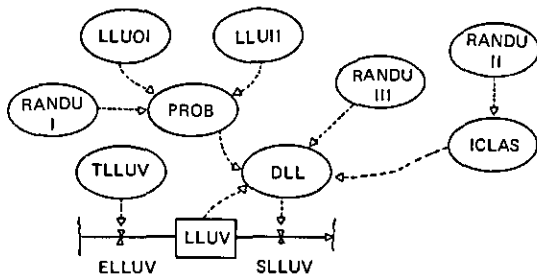 LLUOI
LLUII
RANDU
I
PROB
RANDU
III
RANDU
II
TLLUV
DLL
ICLAS
LLUV
ELLUV
SLLUV